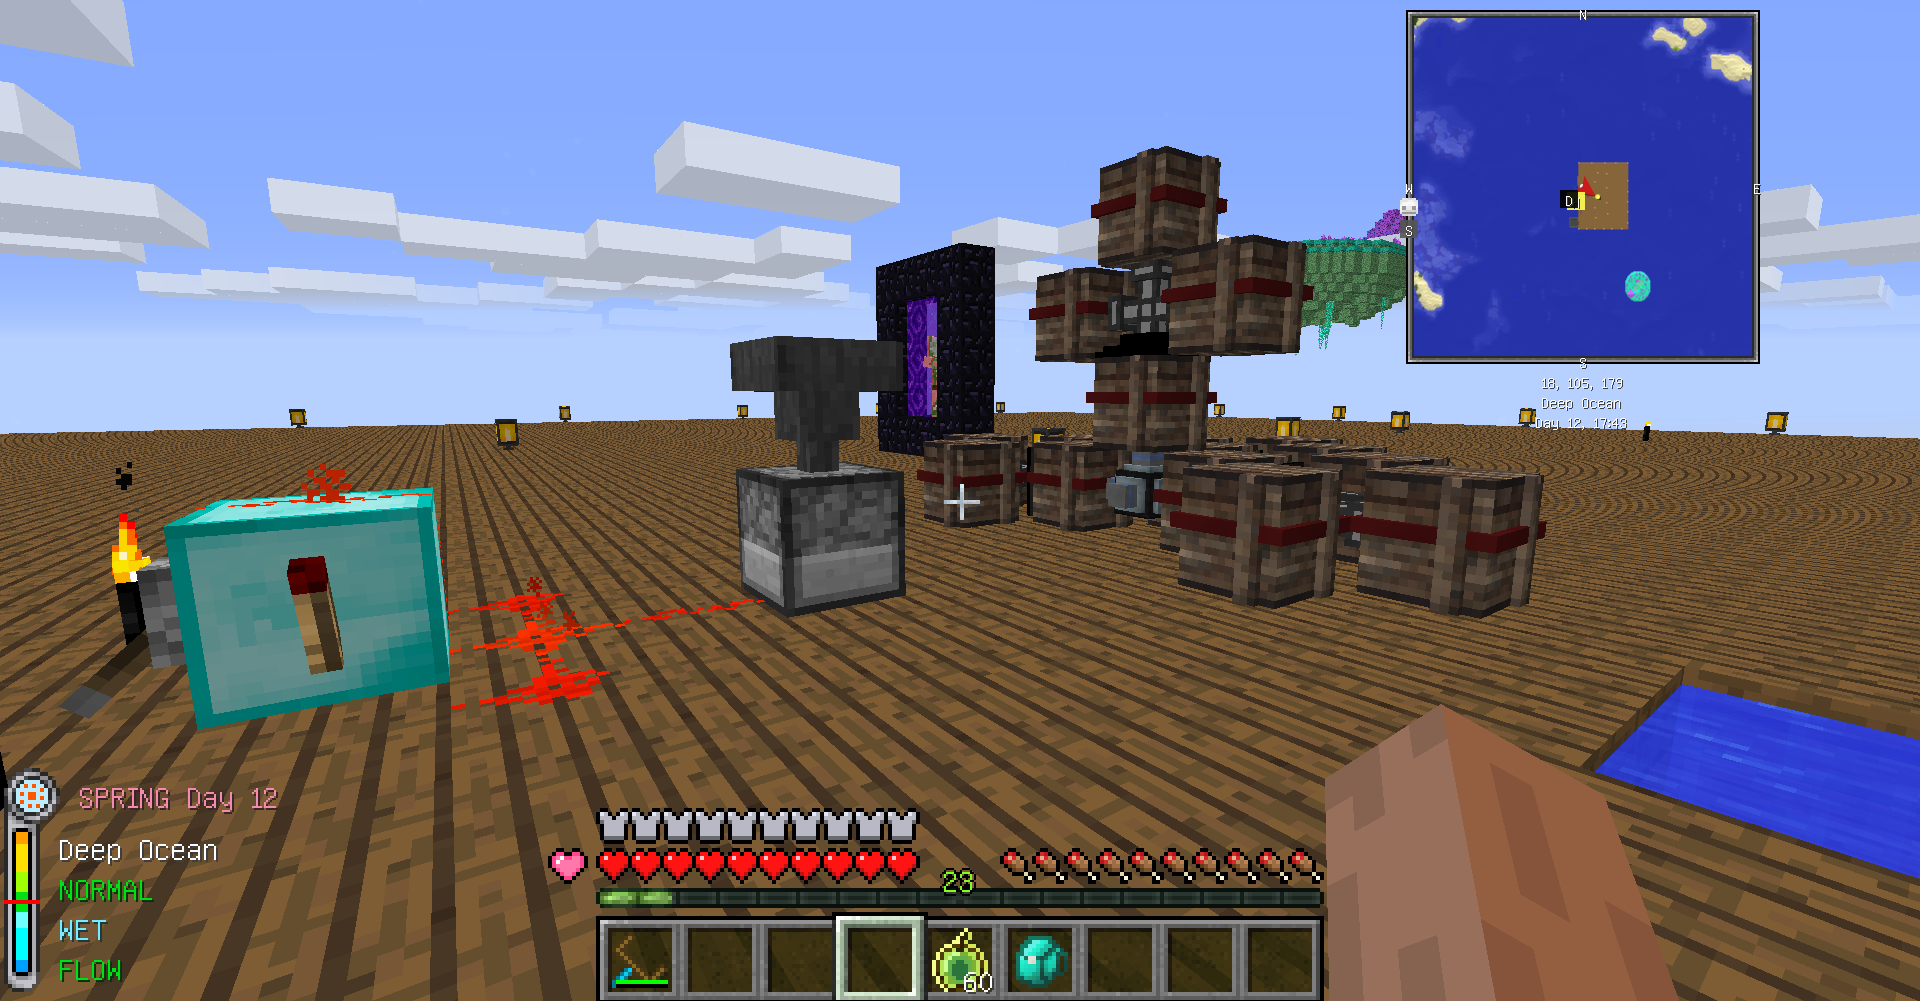 N
W
E
D
S
S
18, 105, 179
Deep Ocean
Day 12, 17:43
SPRING Day 12
Deep Ocean
NORMAL
WET
FLOW
23
60